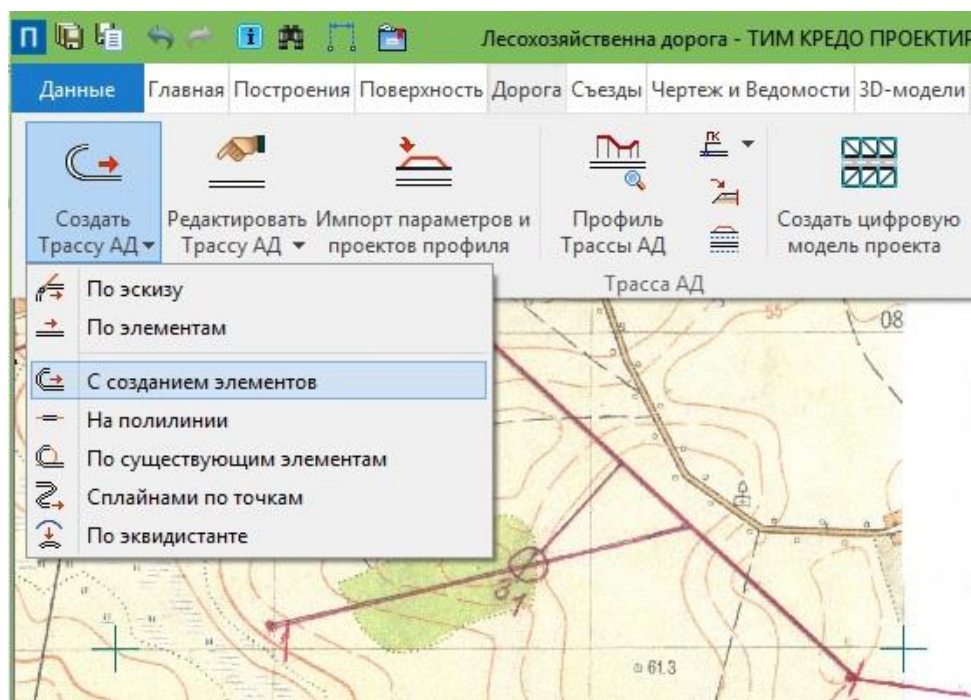 П
Лесохозяйственна дорога - ТИМ КРЕДО ПРОЕКТИР
Данные Главная Построения Поверхность Дорога Съезды Чертеж и Ведомости 3D-модели
ПК
Создать Трассу АД
Редактировать Трассу АД
Импорт параметров и проектов профиля
Профиль Трассы АД
Создать цифровую модель проекта
Трасса АД
По эскизу
По элементам
С созданием элементов
На полилинии
По существующим элементам
Сплайнами по точкам
По эквидистанте
55
08
31
1
61.3